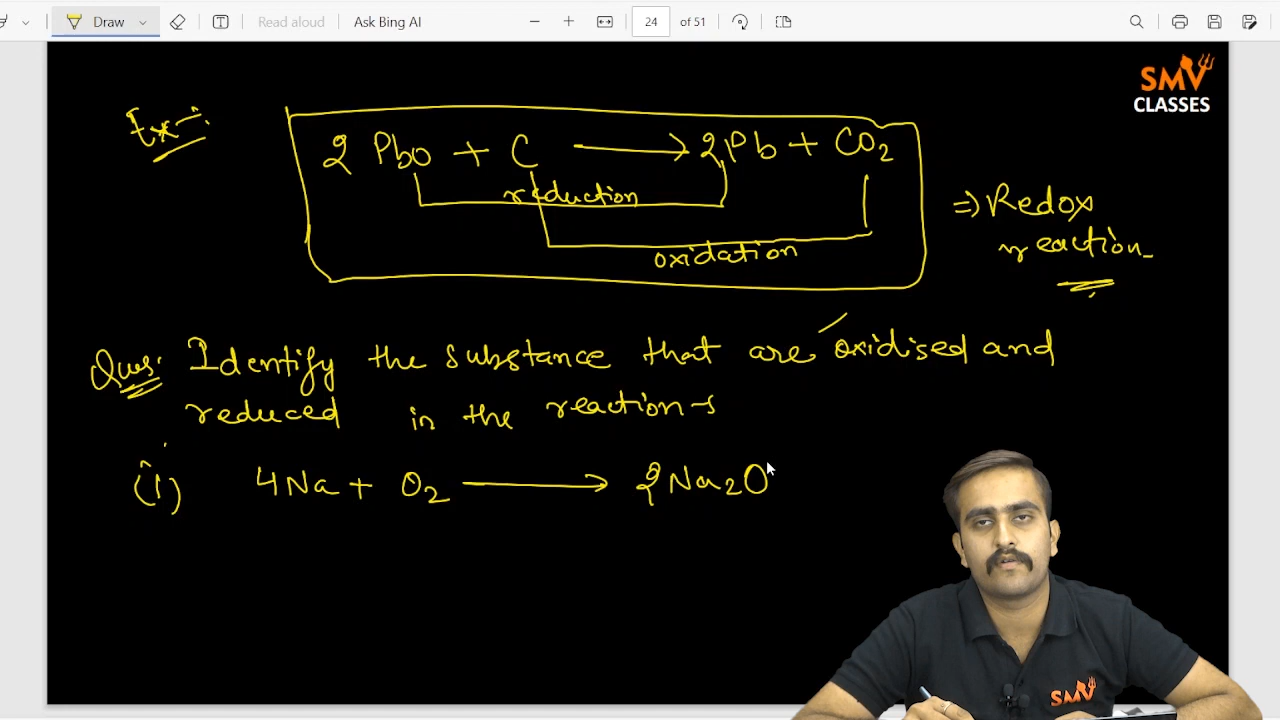 Draw
Read aloud
Ask Bing AI
24 of 51
SMV
CLASSES
Ex-:
2 Pbo + C → 2Pb + CO2
reduction
oxidation
⇒ Redox
reaction
Ques: Identify the substance that are oxidised and
reduced in the reaction-s
(i) 4Na + O2 → 2Na2O
SMV